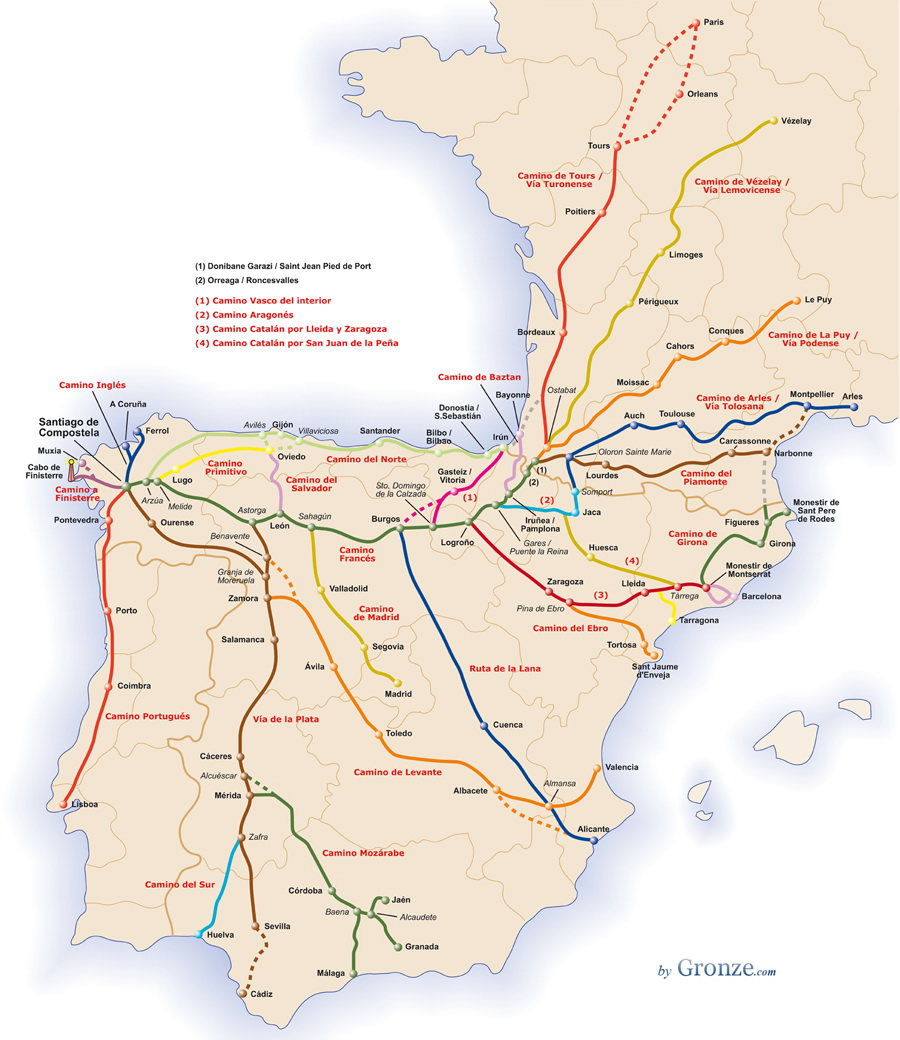 Paris
Orleans
Vézelay
Tours
Camino de Tours /
Vía Turonense
Camino de Vézelay /
Vía Lemovicense
Poitiers
Limoges
(1) Donibane Garazi / Saint Jean Pied de Port
(2) Orreaga / Roncesvalles
(1) Camino Vasco del interior
(2) Camino Aragonés
(3) Camino Catalán por Lleida y Zaragoza
(4) Camino Catalán por San Juan de la Peña
Périgueux
Le Puy
Bordeaux
Conques
Camino de La Puy /
Vía Podense
Cahors
Camino de Baztan
Moissac
Camino Inglés
Bayonne
Ostabat
Camino de Arles /
Vía Tolosana
Montpellier
Arles
A Coruña
Donostia /
S.Sebastián
Auch
Toulouse
Santiago de
Compostela
Ferrol
Avilés
Gijón
Villaviciosa
Santander
Bilbo /
Bilbao
Irún
Carcassonne
Narbonne
Muxia
Cabo de
Finisterre
Oviedo
Camino del Norte
Oloron Sainte Marie
Camino
Primitivo
Lugo
Camino del
Salvador
Gasteiz /
Vitoria
(1)
(2)
Lourdes
Camino del
Piamonte
Camino a
Finisterre
Sto. Domingo
de la Calzada
(1)
(2)
Somport
Arzúa
Melide
Jaca
Monestir de
Sant Pere
de Rodes
Pontevedra
Ourense
Astorga
León
Sahagún
Burgos
Iruñea /
Pamplona
Figueres
Benavente
Logroño
Gares /
Puente la Reina
Camino de
Girona
Girona
Camino
Francés
Huesca
(4)
Granja de
Moreruela
Zaragoza
Lleida
Monestir de
Montserrat
Valladolid
(3)
Tàrrega
Barcelona
Porto
Zamora
Camino
de Madrid
Pina de Ebro
Camino del Ebro
Tarragona
Salamanca
Segovia
Tortosa
Ávila
Ruta de la Lana
Sant Jaume
d'Enveja
Coimbra
Madrid
Camino Portugués
Vía de la Plata
Cuenca
Toledo
Cáceres
Camino de Levante
Valencia
Alcuéscar
Albacete
Almansa
Mérida
Lisboa
Alicante
Zafra
Camino Mozárabe
Camino del Sur
Córdoba
Jaén
Baena
Alcaudete
Huelva
Sevilla
Granada
Málaga
Cádiz
by Gronze.com